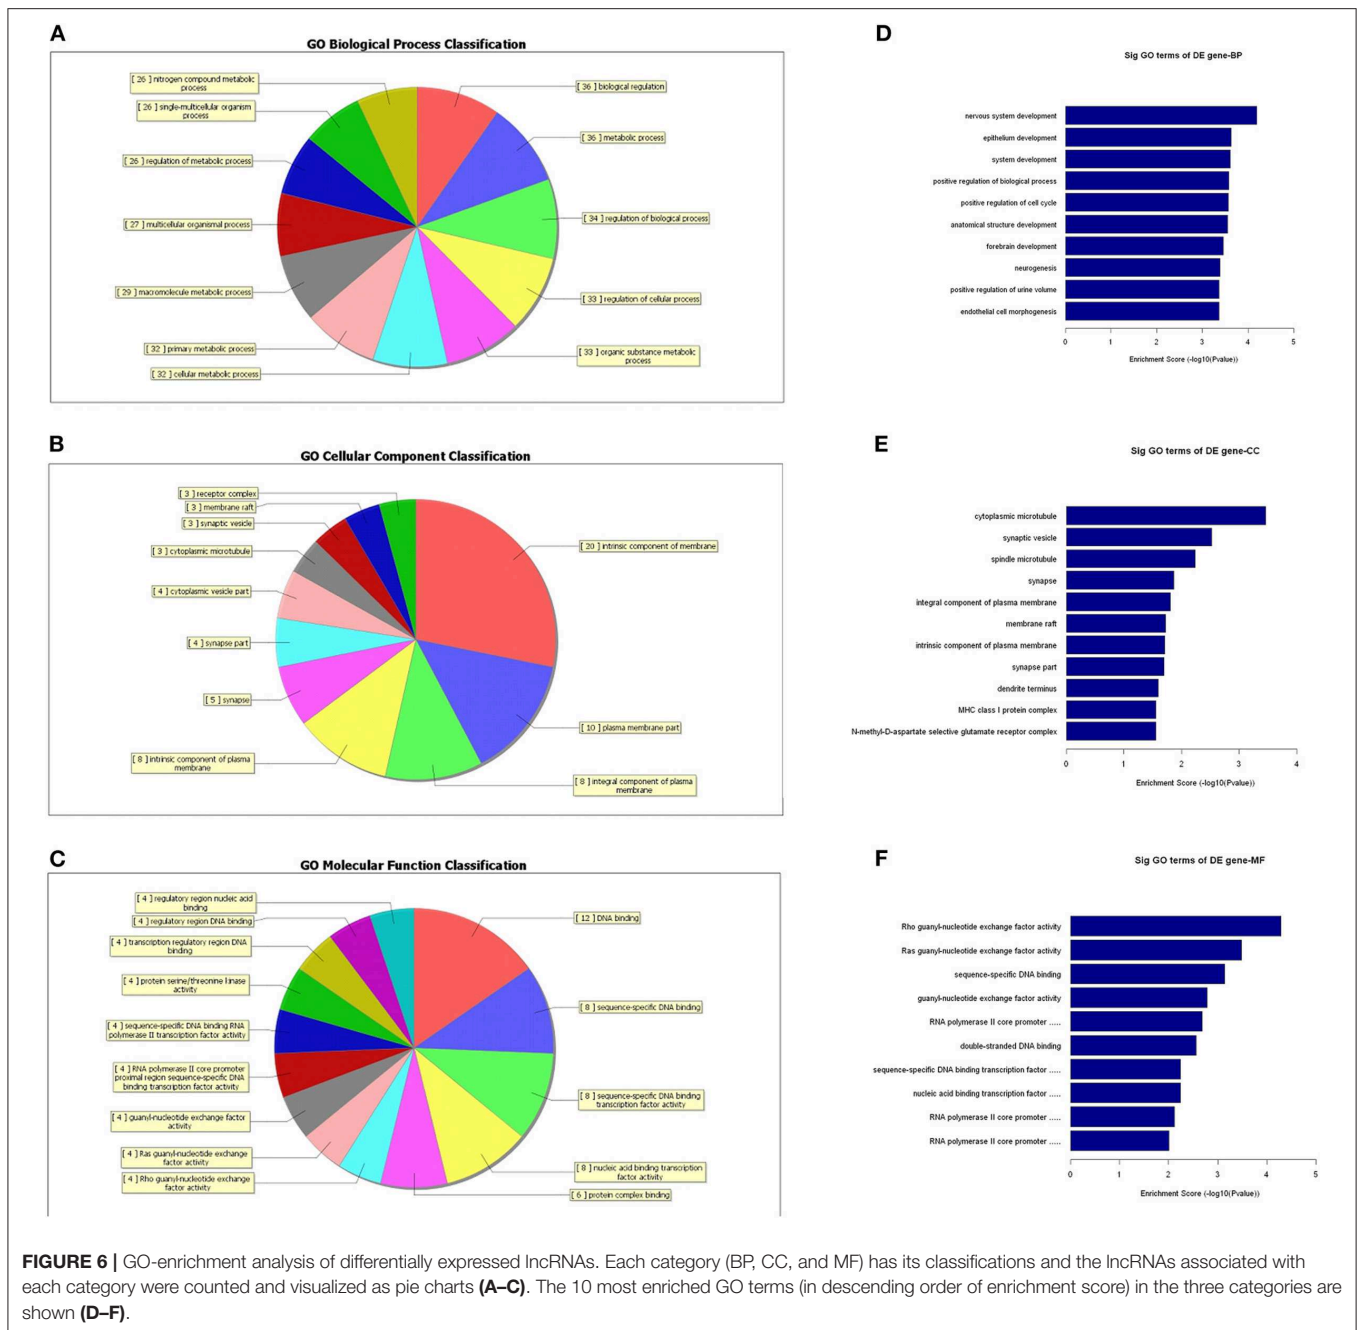 A
GO Biological Process Classification
[ 26 ] nitrogen compound metabolic
process
[ 26 ] single-multicellular organism
process
[ 26 ] regulation of metabolic process
[ 27 ] multicellular organismal process
[ 29 ] macromolecule metabolic process
[ 32 ] primary metabolic process
[ 32 ] cellular metabolic process
[ 36 ] biological regulation
[ 36 ] metabolic process
[ 34 ] regulation of biological process
[ 33 ] regulation of cellular process
[ 33 ] organic substance metabolic
process
D
Sig GO terms of DE gene-BP
nervous system development
epithelium development
system development
positive regulation of biological process
positive regulation of cell cycle
anatomical structure development
forebrain development
neurogenesis
positive regulation of urine volume
endothelial cell morphogenesis
0 1 2 3 4 5
Enrichment Score (-log10(Pvalue))
B
GO Cellular Component Classification
[ 3 ] receptor complex
[ 3 ] membrane raft
[ 3 ] synaptic vesicle
[ 3 ] cytoplasmic microtubule
[ 4 ] cytoplasmic vesicle part
[ 4 ] synapse part
[ 5 ] synapse
[ 8 ] intrinsic component of plasma
membrane
[ 20 ] intrinsic component of membrane
[ 10 ] plasma membrane part
[ 8 ] integral component of plasma
membrane
E
Sig GO terms of DE gene-CC
cytoplasmic microtubule
synaptic vesicle
spindle microtubule
synapse
integral component of plasma membrane
membrane raft
intrinsic component of plasma membrane
synapse part
dendrite terminus
MHC class I protein complex
N-methyl-D-aspartate selective glutamate receptor complex
0 1 2 3 4
Enrichment Score (-log10(Pvalue))
C
GO Molecular Function Classification
[ 4 ] regulatory region nucleic acid
binding
[ 4 ] regulatory region DNA binding
[ 4 ] transcription regulatory region DNA
binding
[ 4 ] protein serine/threonine kinase
activity
[ 4 ] sequence-specific DNA binding RNA
polymerase II transcription factor activity
[ 4 ] RNA polymerase II core promoter
proximal region sequence-specific DNA
binding transcription factor activity
[ 4 ] guanyl-nucleotide exchange factor
activity
[ 4 ] Ras guanyl-nucleotide exchange
factor activity
[ 4 ] Rho guanyl-nucleotide exchange
factor activity
[ 12 ] DNA binding
[ 8 ] sequence-specific DNA binding
[ 8 ] sequence-specific DNA binding
transcription factor activity
[ 8 ] nucleic acid binding transcription
factor activity
[ 6 ] protein complex binding
F
Sig GO terms of DE gene-MF
Rho guanyl-nucleotide exchange factor activity
Ras guanyl-nucleotide exchange factor activity
sequence-specific DNA binding
guanyl-nucleotide exchange factor activity
RNA polymerase II core promoter .....
double-stranded DNA binding
sequence-specific DNA binding transcription factor .....
nucleic acid binding transcription factor .....
RNA polymerase II core promoter .....
RNA polymerase II core promoter .....
0 1 2 3 4 5
Enrichment Score (-log10(Pvalue))
FIGURE 6 | GO-enrichment analysis of differentially expressed lncRNAs. Each category (BP, CC, and MF) has its classifications and the lncRNAs associated with
each category were counted and visualized as pie charts (A–C). The 10 most enriched GO terms (in descending order of enrichment score) in the three categories are
shown (D–F).